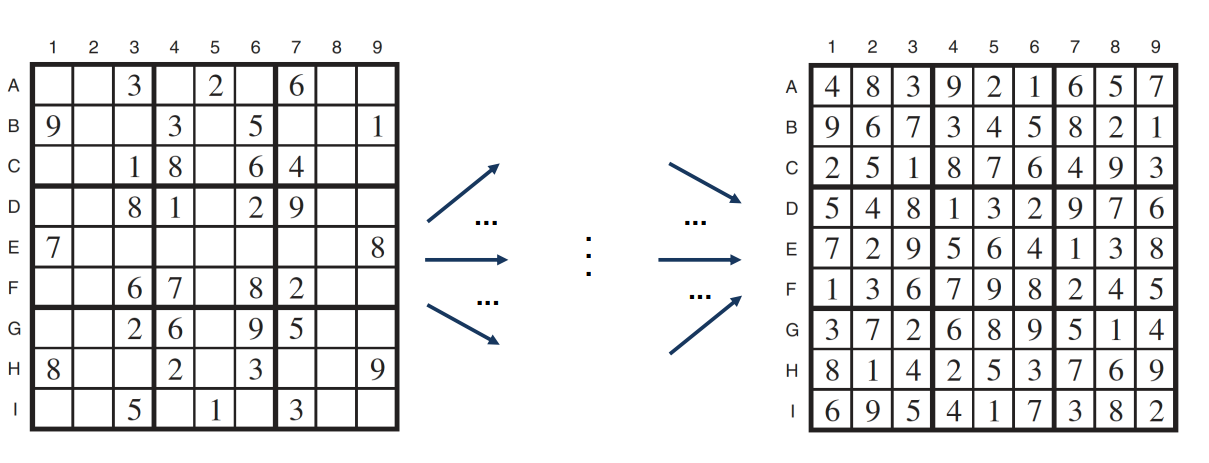 1 2 3 4 5 6 7 8 9
A 3 2 6
B 9 3 5 1
C 1 8 6 4
D 8 1 2 9
E 7 8
F 6 7 8 2
G 2 6 9 5
H 8 2 3 9
I 5 1 3
...
...
...
...
1 2 3 4 5 6 7 8 9
A 4 8 3 9 2 1 6 5 7
B 9 6 7 3 4 5 8 2 1
C 2 5 1 8 7 6 4 9 3
D 5 4 8 1 3 2 9 7 6
E 7 2 9 5 6 4 1 3 8
F 1 3 6 7 9 8 2 4 5
G 3 7 2 6 8 9 5 1 4
H 8 1 4 2 5 3 7 6 9
I 6 9 5 4 1 7 3 8 2